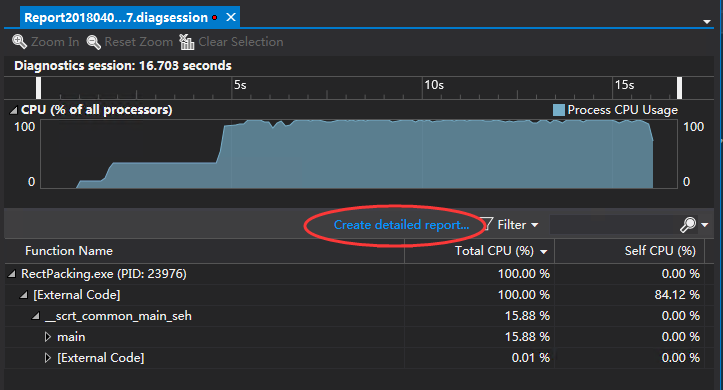 Report2018040...7.diagsession
Zoom In Reset Zoom Clear Selection
Diagnostics session: 16.703 seconds
5s 10s 15s
CPU (% of all processors) Process CPU Usage
100 100
0 0
Create detailed report... Filter
Function Name Total CPU (%) Self CPU (%)
RectPacking.exe (PID: 23976) 100.00 % 0.00 %
[External Code] 100.00 % 84.12 %
__scrt_common_main_seh 15.88 % 0.00 %
main 15.88 % 0.00 %
[External Code] 0.01 % 0.00 %